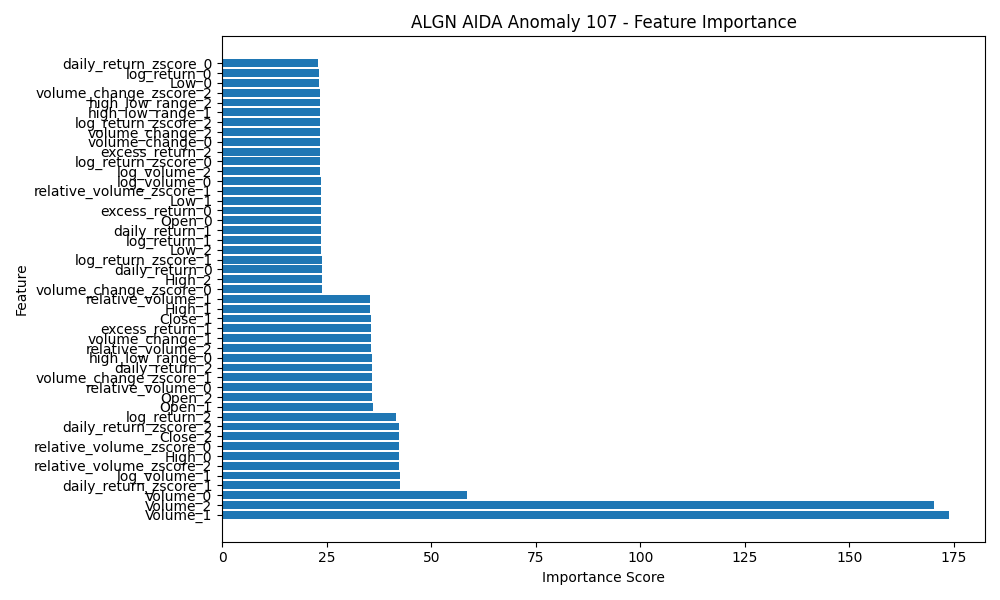 ALGN AIDA Anomaly 107 - Feature Importance
daily_return_zscore_0
log_return_0
Low_0
volume_change_zscore_2
high_low_range_2
high_low_range_1
log_return_zscore_2
volume_change_2
volume_change_0
excess_return_2
log_return_zscore_0
log_volume_2
log_volume_0
relative_volume_zscore_1
Low_1
excess_return_0
Open_0
daily_return_1
log_return_1
Low_2
log_return_zscore_1
daily_return_0
High_2
volume_change_zscore_0
relative_volume_1
High_1
Close_1
excess_return_1
volume_change_1
relative_volume_2
high_low_range_0
daily_return_2
volume_change_zscore_1
relative_volume_0
Open_2
Open_1
log_return_2
daily_return_zscore_2
Close_2
relative_volume_zscore_0
High_0
relative_volume_zscore_2
log_volume_1
daily_return_zscore_1
Volume_0
Volume_2
Volume_1
Feature
0 25 50 75 100 125 150 175
Importance Score